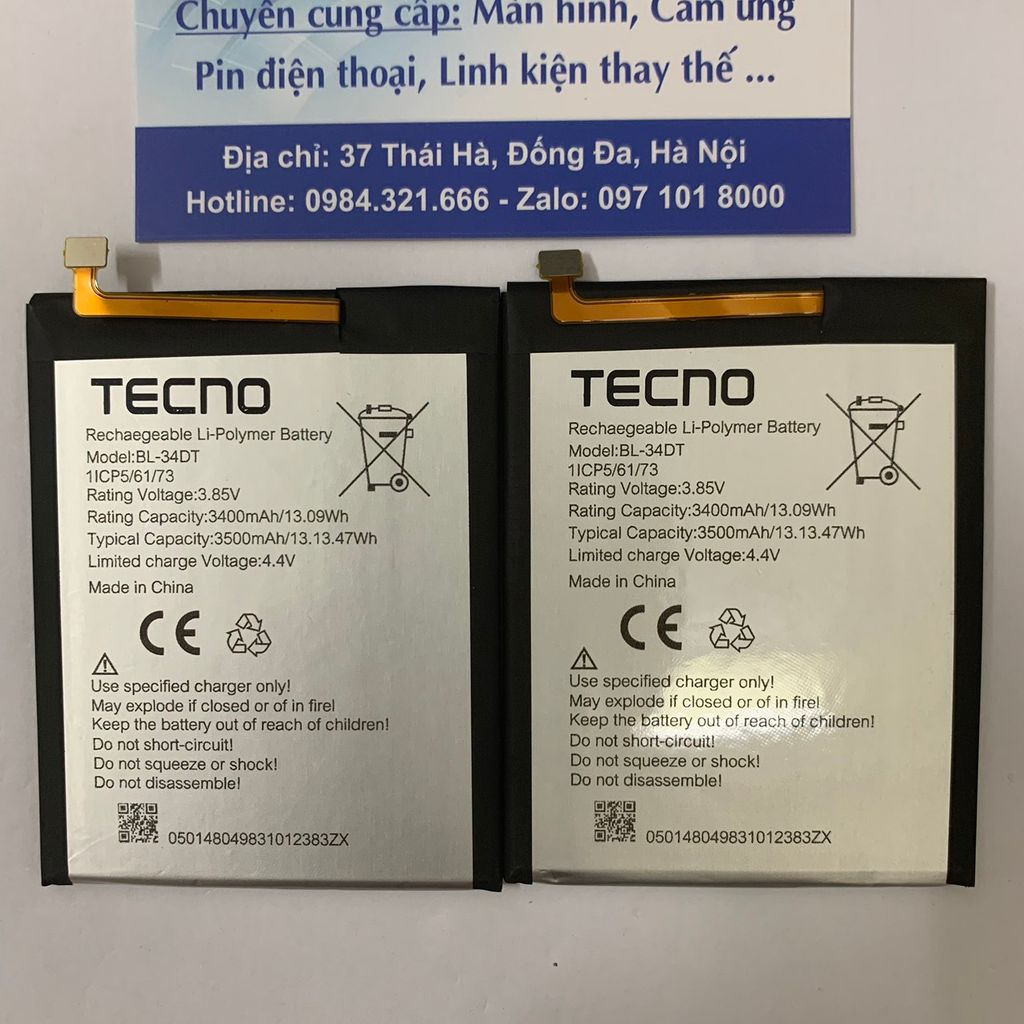 Chuyên cung cấp: Màn hình, Cảm ứng
Pin điện thoại, Linh kiện thay thế ...
Địa chỉ: 37 Thái Hà, Đống Đa, Hà Nội
Hotline: 0984.321.666 - Zalo: 097 101 8000
TECNO
Rechaegeable Li-Polymer Battery
Model:BL-34DT
1ICP5/61/73
Rating Voltage:3.85V
Rating Capacity:3400mAh/13.09Wh
Typical Capacity:3500mAh/13.13.47Wh
Limited charge Voltage:4.4V
Made in China
CE
Use specified charger only!
May explode if closed or of in firel
Keep the battery out of reach of children!
Do not short-circuit!
Do not squeeze or shock!
Do not disassemble!
050148049831012383ZX
TECNO
Rechaegeable Li-Polymer Battery
Model:BL-34DT
1ICP5/61/73
Rating Voltage:3.85V
Rating Capacity:3400mAh/13.09Wh
Typical Capacity:3500mAh/13.13.47Wh
Limited charge Voltage:4.4V
Made in China
CE
Use specified charger only!
May explode if closed or of in firel
Keep the battery out of reach of children!
Do not short-circuit!
Do not squeeze or shock!
Do not disassemble!
050148049831012383ZX